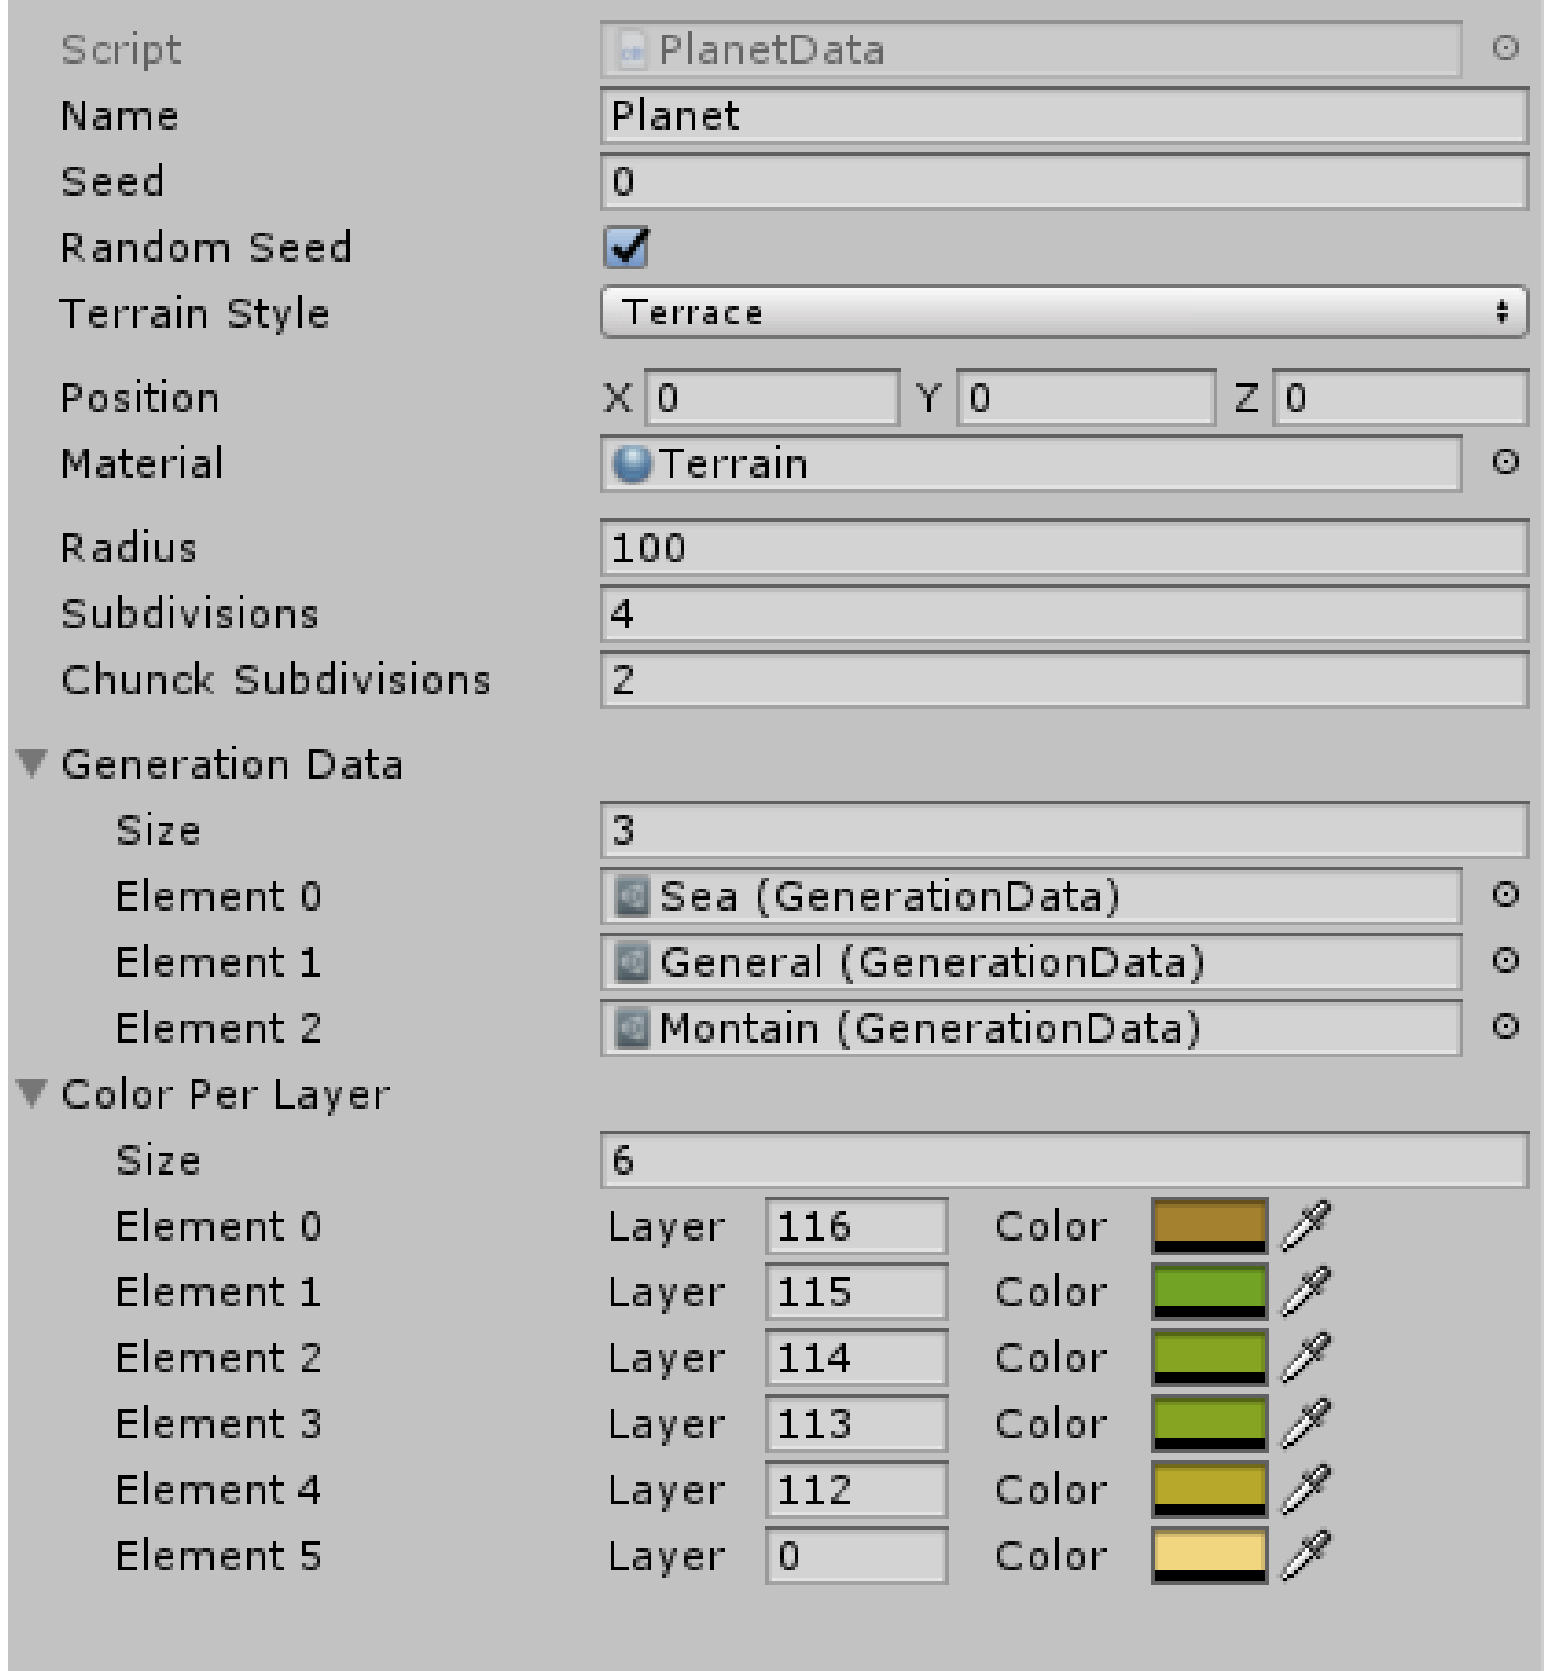 Script PlanetData
Name Planet
Seed 0
Random Seed
Terrain Style Terrace
Position X 0 Y 0 Z 0
Material Terrain
Radius 100
Subdivisions 4
Chunck Subdivisions 2
Generation Data
Size 3
Element 0 Sea (GenerationData)
Element 1 General (GenerationData)
Element 2 Montain (GenerationData)
Color Per Layer
Size 6
Element 0 Layer 116 Color
Element 1 Layer 115 Color
Element 2 Layer 114 Color
Element 3 Layer 113 Color
Element 4 Layer 112 Color
Element 5 Layer 0 Color